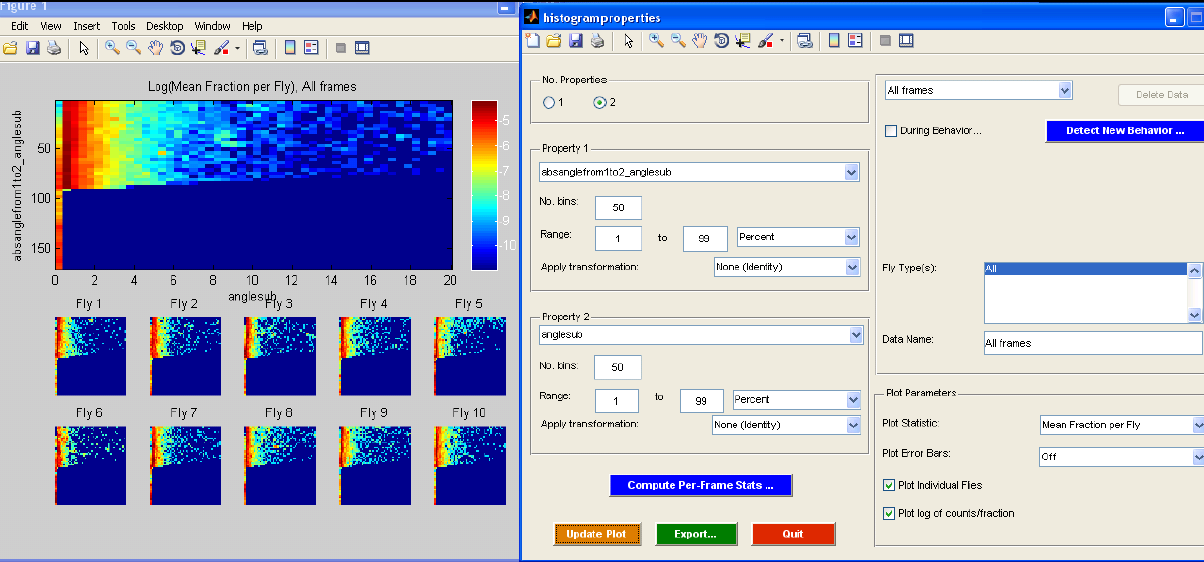 Figure 1
Edit View Insert Tools Desktop Window Help
Log(Mean Fraction per Fly), All frames
absanglefrom1to2_anglesub
50
100
150
0 2 4 6 8 10 12 14 16 18 20
anglesub
-5
-6
-7
-8
-9
-10
Fly 1 Fly 2 Fly 3 Fly 4 Fly 5
Fly 6 Fly 7 Fly 8 Fly 9 Fly 10
histogramproperties
No. Properties
1 2
Property 1
absanglefrom1to2_anglesub
No. bins: 50
Range: 1 to 99 Percent
Apply transformation: None (Identity)
Property 2
anglesub
No. bins: 50
Range: 1 to 99 Percent
Apply transformation: None (Identity)
Compute Per-Frame Stats ...
Update Plot Export... Quit
All frames Delete Data
During Behavior... Detect New Behavior ...
Fly Type(s): All
Data Name: All frames
Plot Parameters
Plot Statistic: Mean Fraction per Fly
Plot Error Bars: Off
Plot Individual Flies
Plot log of counts/fraction